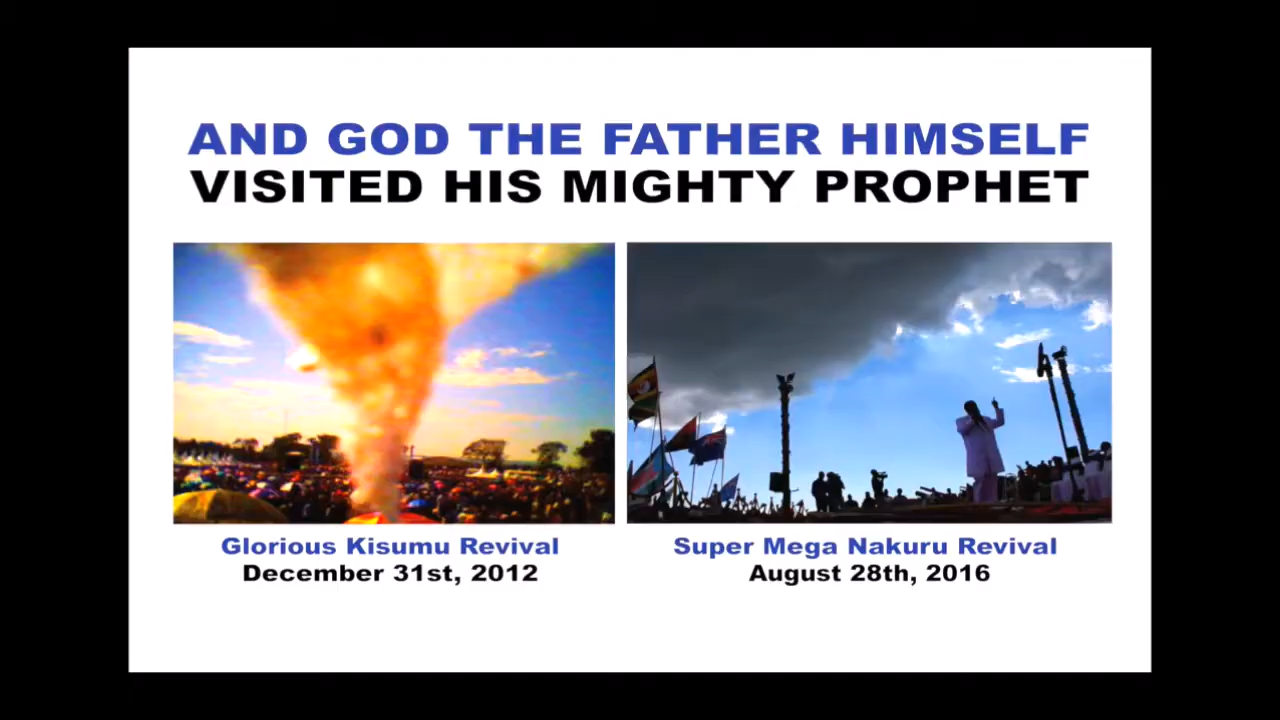 AND GOD THE FATHER HIMSELF
VISITED HIS MIGHTY PROPHET
Glorious Kisumu Revival
December 31st, 2012
Super Mega Nakuru Revival
August 28th, 2016